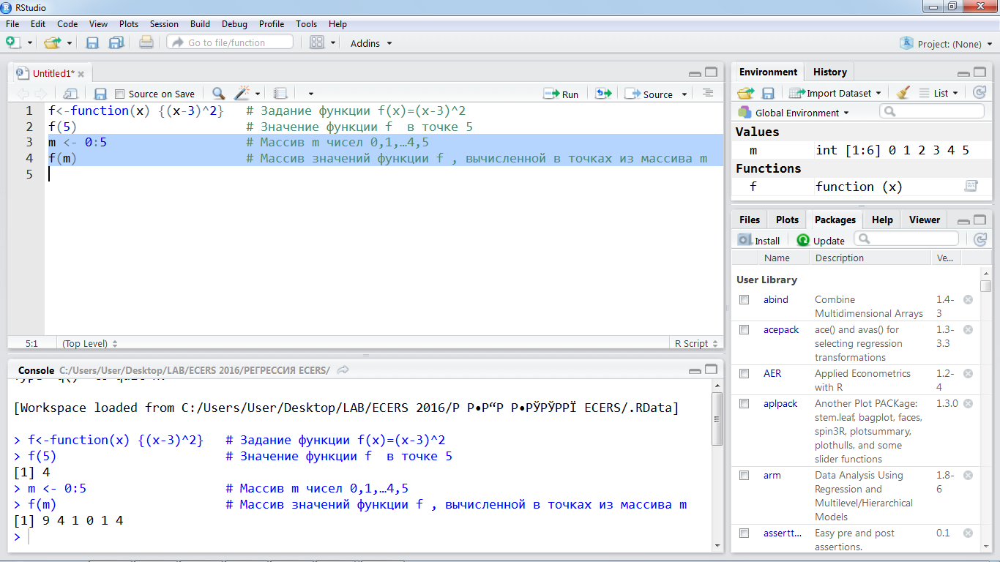 RStudio
File Edit Code View Plots Session Build Debug Profile Tools Help
Go to file/function Addins Project: (None)
Untitled1*
Source on Save Run Source
1 f<-function(x) {(x-3)^2} # Задание функции f(x)=(x-3)^2
2 f(5) # Значение функции f в точке 5
3 m <- 0:5 # Массив m чисел 0,1,…4,5
4 f(m) # Массив значений функции f , вычисленной в точках из массива m
5
5:1 (Top Level) R Script
Console C:/Users/User/Desktop/LAB/ECERS 2016/РЕГРЕССИЯ ECERS/
[Workspace loaded from C:/Users/User/Desktop/LAB/ECERS 2016/Р Р•Р“Р Р•РЎРЎРРЇ ECERS/.RData]
> f<-function(x) {(x-3)^2} # Задание функции f(x)=(x-3)^2
> f(5) # Значение функции f в точке 5
[1] 4
> m <- 0:5 # Массив m чисел 0,1,…4,5
> f(m) # Массив значений функции f , вычисленной в точках из массива m
[1] 9 4 1 0 1 4
>
Environment History
Import Dataset List
Global Environment
Values
m int [1:6] 0 1 2 3 4 5
Functions
f function (x)
Files Plots Packages Help Viewer
Install Update
Name Description Ve...
User Library
abind Combine 1.4-
Multidimensional Arrays 3
acepack ace() and avas() for 1.3-
selecting regression 3.3
transformations
AER Applied Econometrics 1.2-
with R 4
aplpack Another Plot PACKage: 1.3.0
stem.leaf, bagplot, faces,
spin3R, plotsummary,
plothulls, and some
slider functions
arm Data Analysis Using 1.8-
Regression and 6
Multilevel/Hierarchical
Models
assertt... Easy pre and post 0.1
assertions.